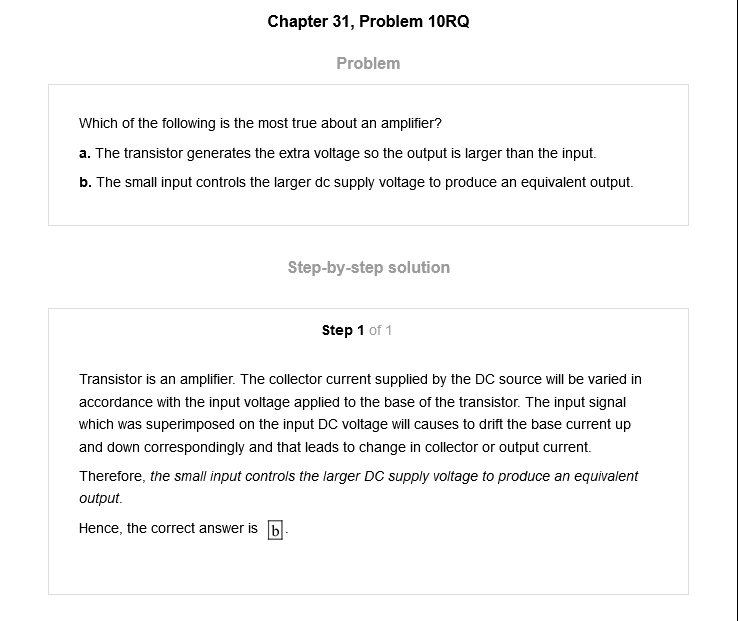 Chapter 31, Problem 10RQ
Problem
Which of the following is the most true about an amplifier?
a. The transistor generates the extra voltage so the output is larger than the input.
b. The small input controls the larger dc supply voltage to produce an equivalent output.
Step-by-step solution
Step 1 of 1
Transistor is an amplifier. The collector current supplied by the DC source will be varied in
accordance with the input voltage applied to the base of the transistor. The input signal
which was superimposed on the input DC voltage will causes to drift the base current up
and down correspondingly and that leads to change in collector or output current.
Therefore, the small input controls the larger DC supply voltage to produce an equivalent
output.
Hence, the correct answer is b.